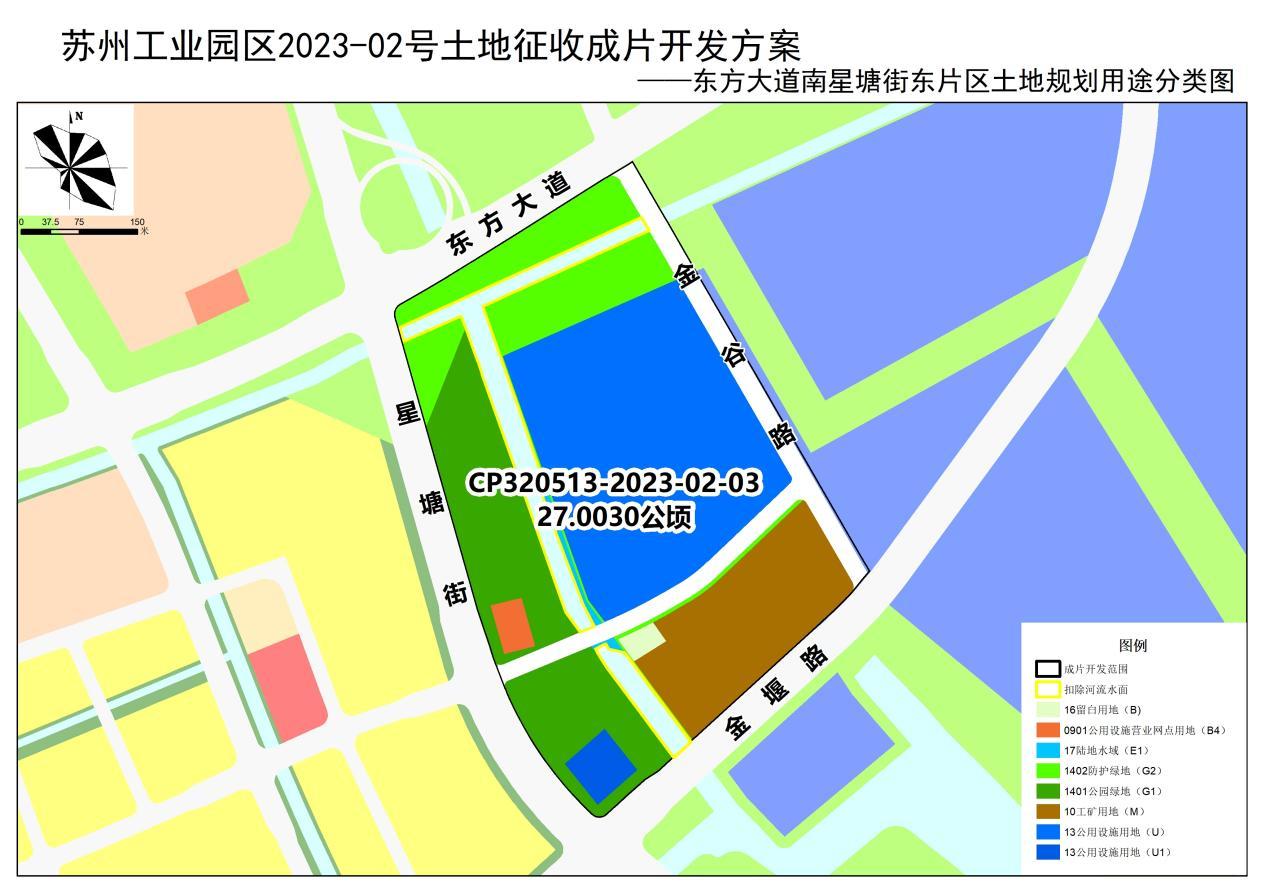 苏州工业园区2023-02号土地征收成片开发方案
——东方大道南星塘街东片区土地规划用途分类图
N
0 37.5 75 150
米
东方大道
金谷路
星塘街
CP320513-2023-02-03
27.0030公顷
金堰路
图例
成片开发范围
扣除河流水面
16留白用地（B)
0901公用设施营业网点用地（B4）
17陆地水域（E1）
1402防护绿地（G2）
1401公园绿地（G1）
10工矿用地（M）
13公用设施用地（U）
13公用设施用地（U1）